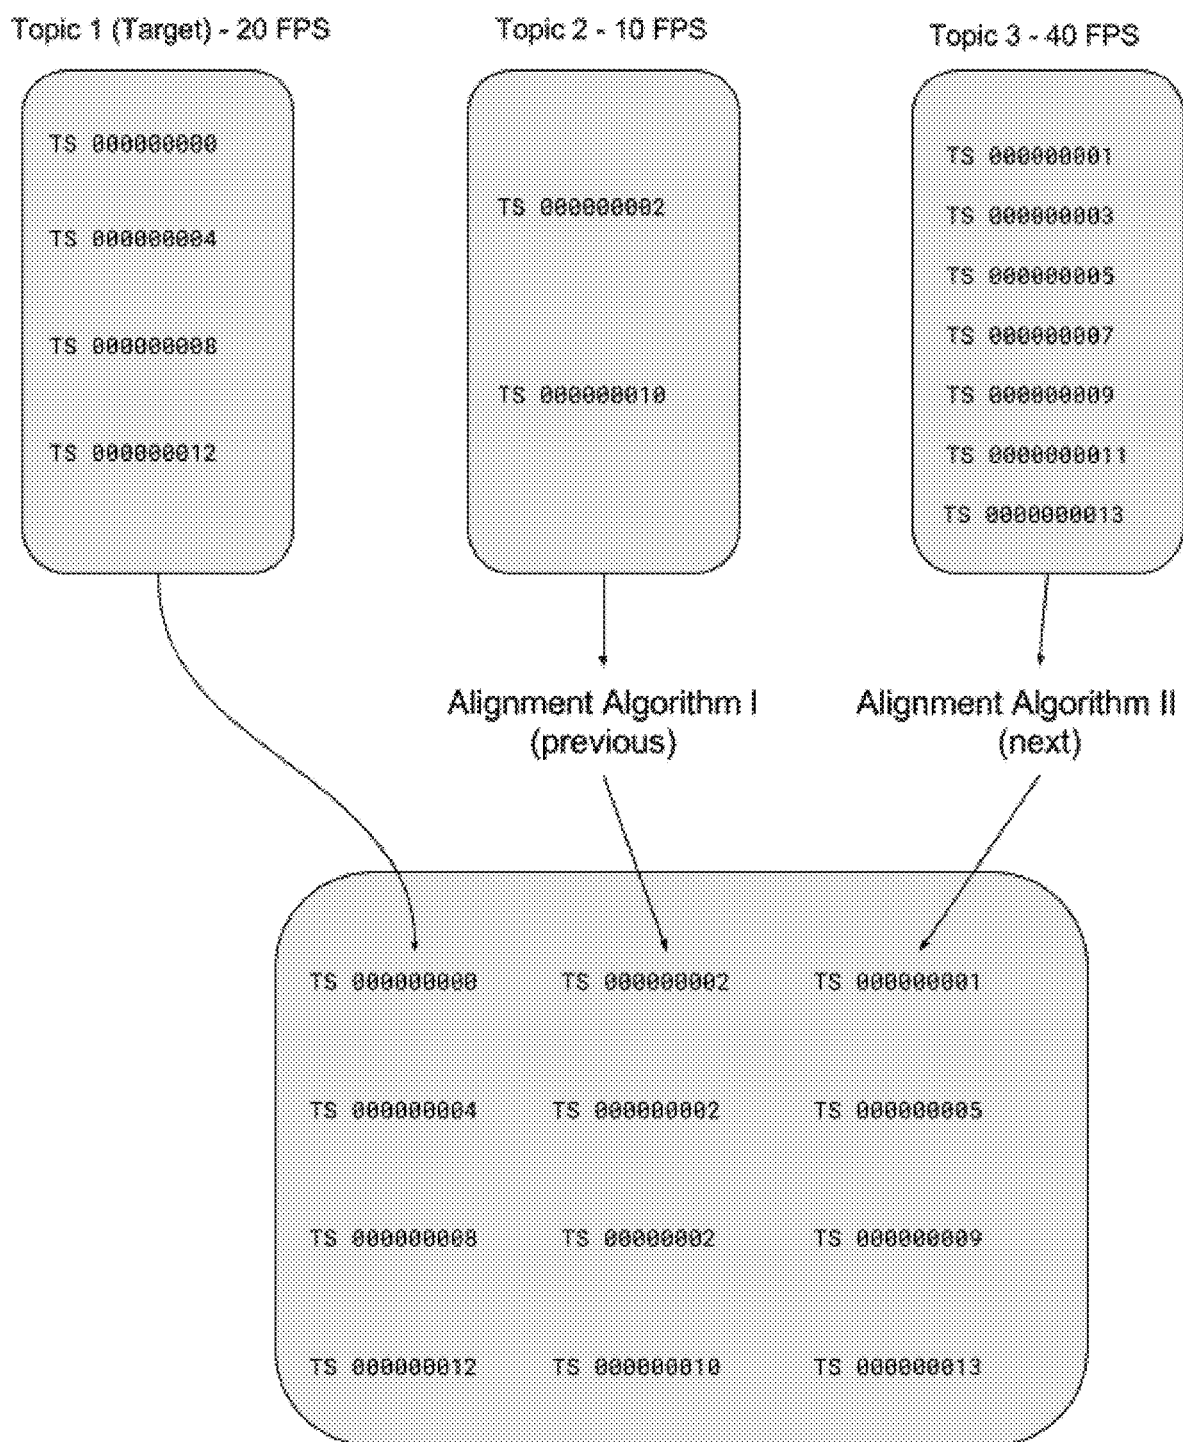 Topic 1 (Target) - 20 FPS
Topic 2 - 10 FPS
Topic 3 - 40 FPS
TS 000000000
TS 000000004
TS 000000008
TS 000000012
TS 000000002
TS 000000010
TS 000000001
TS 000000003
TS 000000005
TS 000000007
TS 000000009
TS 0000000011
TS 0000000013
Alignment Algorithm I
(previous)
Alignment Algorithm II
(next)
TS 000000000 TS 000000002 TS 000000001
TS 000000004 TS 000000002 TS 000000005
TS 000000008 TS 00000002 TS 000000009
TS 000000012 TS 000000010 TS 000000013